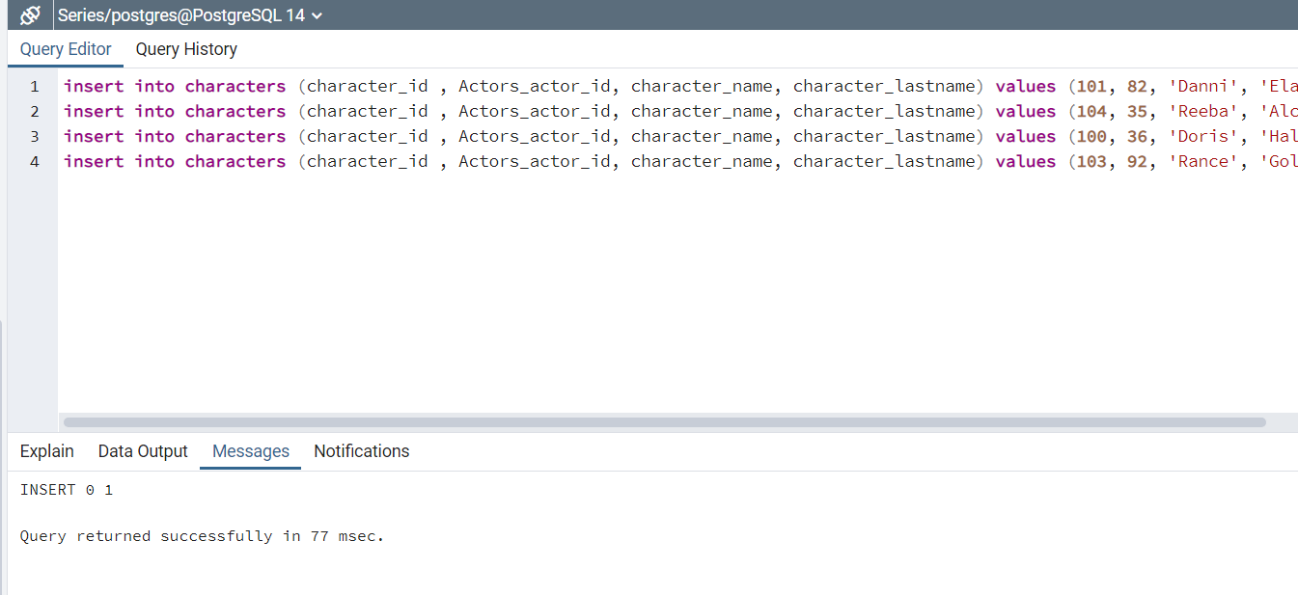 Series/postgres@PostgreSQL 14
Query Editor Query History
1 insert into characters (character_id , Actors_actor_id, character_name, character_lastname) values (101, 82, 'Danni', 'Ela
2 insert into characters (character_id , Actors_actor_id, character_name, character_lastname) values (104, 35, 'Reeba', 'Alc
3 insert into characters (character_id , Actors_actor_id, character_name, character_lastname) values (100, 36, 'Doris', 'Hal
4 insert into characters (character_id , Actors_actor_id, character_name, character_lastname) values (103, 92, 'Rance', 'Gol
Explain Data Output Messages Notifications
INSERT 0 1
Query returned successfully in 77 msec.